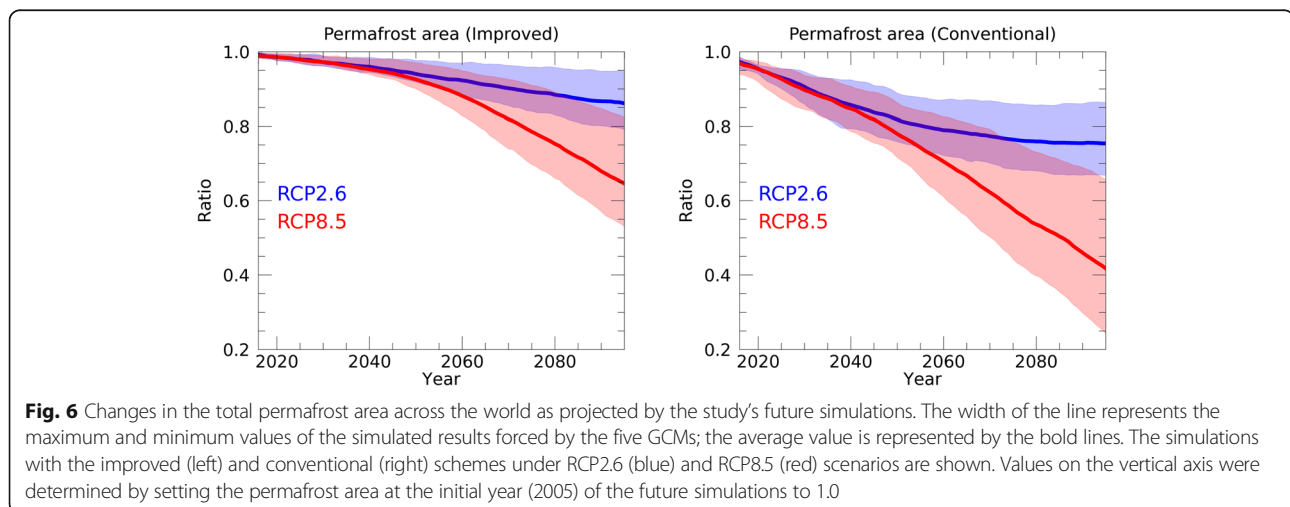 Permafrost area (Improved)
1.0
0.8
0.6
0.4
0.2
Ratio
RCP2.6
RCP8.5
2020 2040 2060 2080
Year
Permafrost area (Conventional)
1.0
0.8
0.6
0.4
0.2
Ratio
RCP2.6
RCP8.5
2020 2040 2060 2080
Year
Fig. 6 Changes in the total permafrost area across the world as projected by the study’s future simulations. The width of the line represents the
maximum and minimum values of the simulated results forced by the five GCMs; the average value is represented by the bold lines. The simulations
with the improved (left) and conventional (right) schemes under RCP2.6 (blue) and RCP8.5 (red) scenarios are shown. Values on the vertical axis were
determined by setting the permafrost area at the initial year (2005) of the future simulations to 1.0